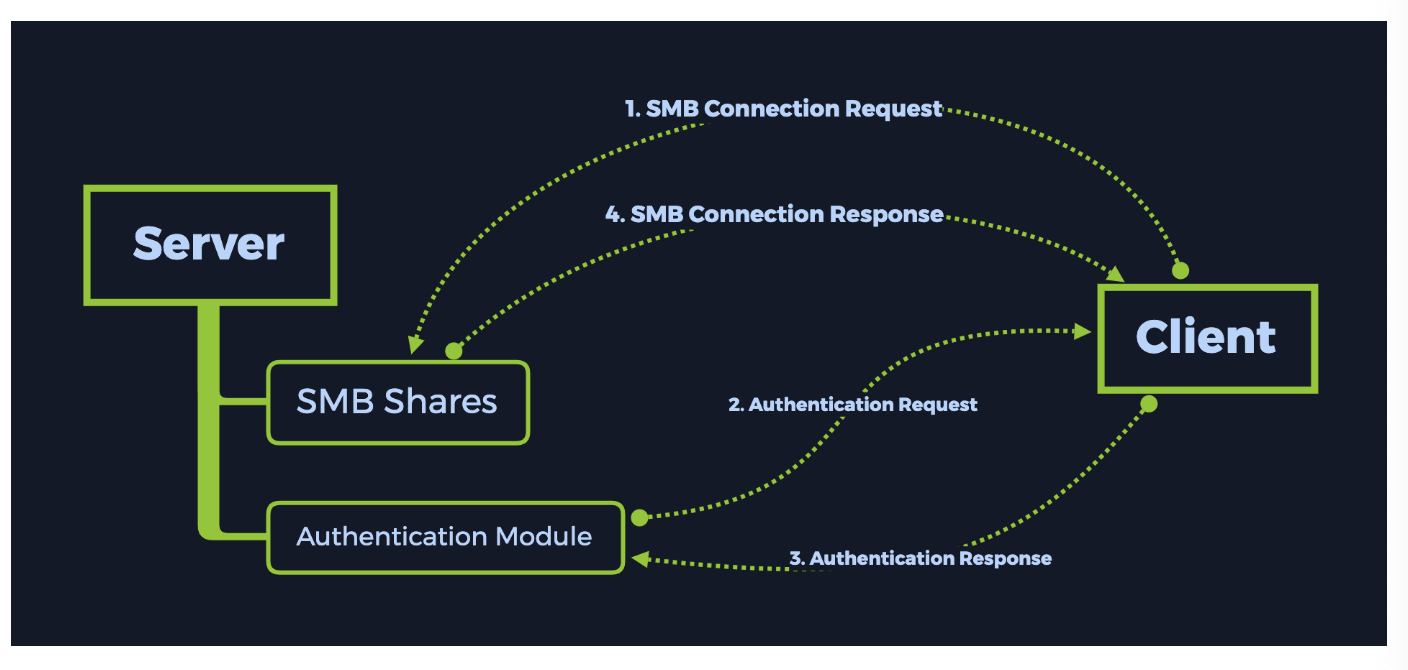 1. SMB Connection Request
4. SMB Connection Response
Server
Client
SMB Shares
2. Authentication Request
Authentication Module
3. Authentication Response